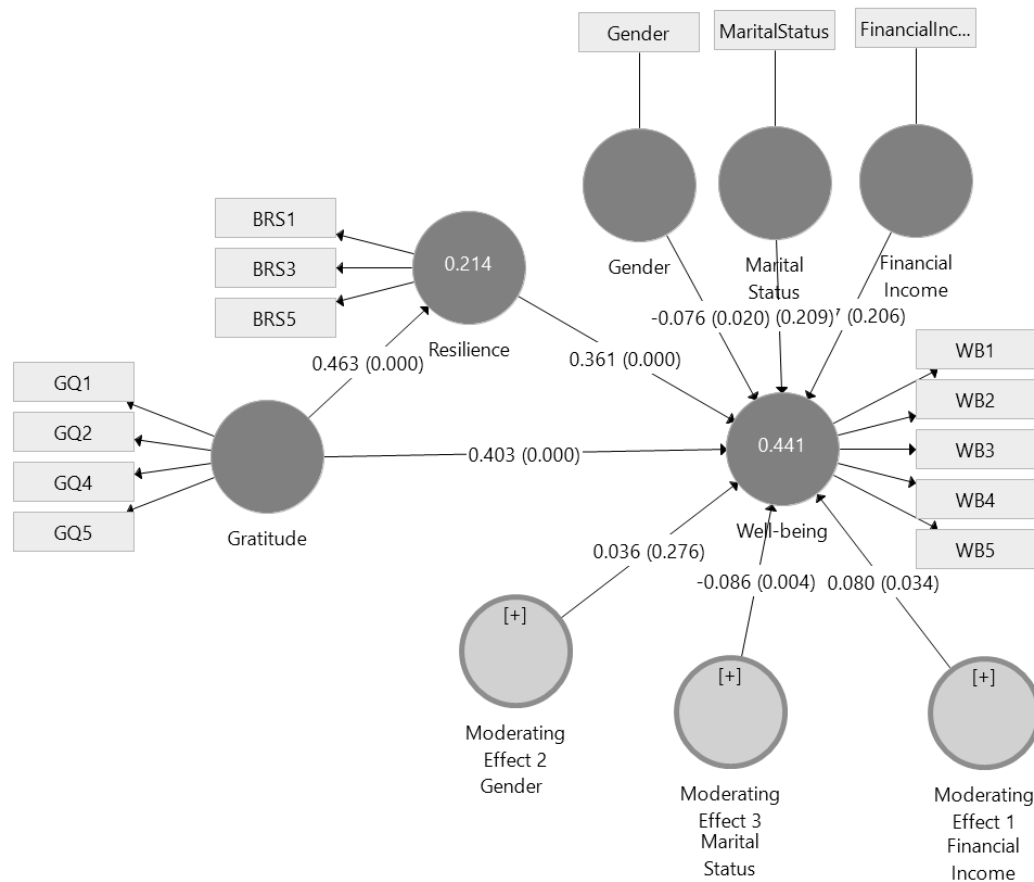 Gender
MaritalStatus
FinancialInc...
BRS1
BRS3
BRS5
0.214
Resilience
Gender
Marital
Status
Financial
Income
-0.076 (0.020)
(0.209)
(0.206)
0.463 (0.000)
0.361 (0.000)
GQ1
GQ2
GQ4
GQ5
Gratitude
0.403 (0.000)
0.441
Well-being
WB1
WB2
WB3
WB4
WB5
0.036 (0.276)
-0.086 (0.004)
0.080 (0.034)
[+]
Moderating
Effect 2
Gender
[+]
Moderating
Effect 3
Marital
Status
[+]
Moderating
Effect 1
Financial
Income